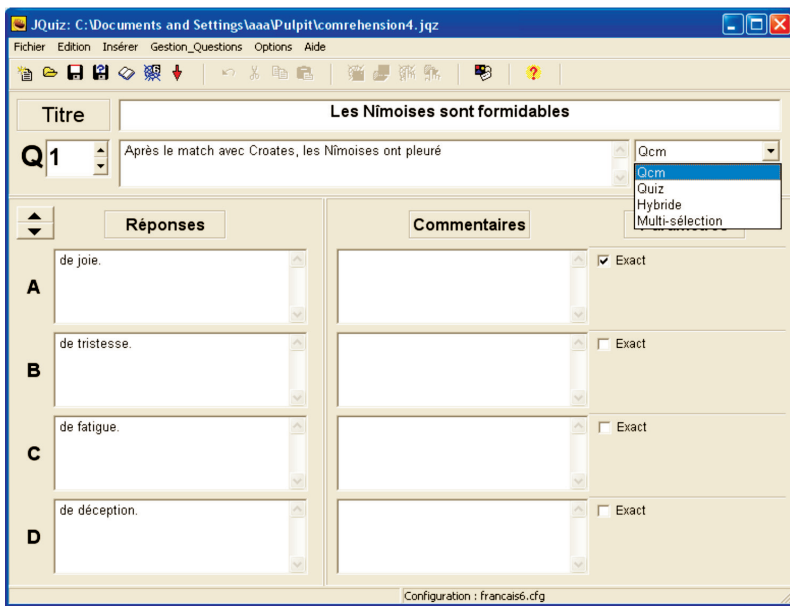 JQuiz: C:\Documents and Settings\aaa\Pulpit\comrehension4.jqz
Fichier Edition Insérer Gestion_Questions Options Aide
Titre
Les Nîmoises sont formidables
Q 1
Après le match avec Croates, les Nîmoises ont pleuré
Qcm
Qcm
Quiz
Hybride
Multi-sélection
Réponses
Commentaires
A
de joie.
Exact
B
de tristesse.
Exact
C
de fatigue.
Exact
D
de déception.
Exact
Configuration : francais6.cfg